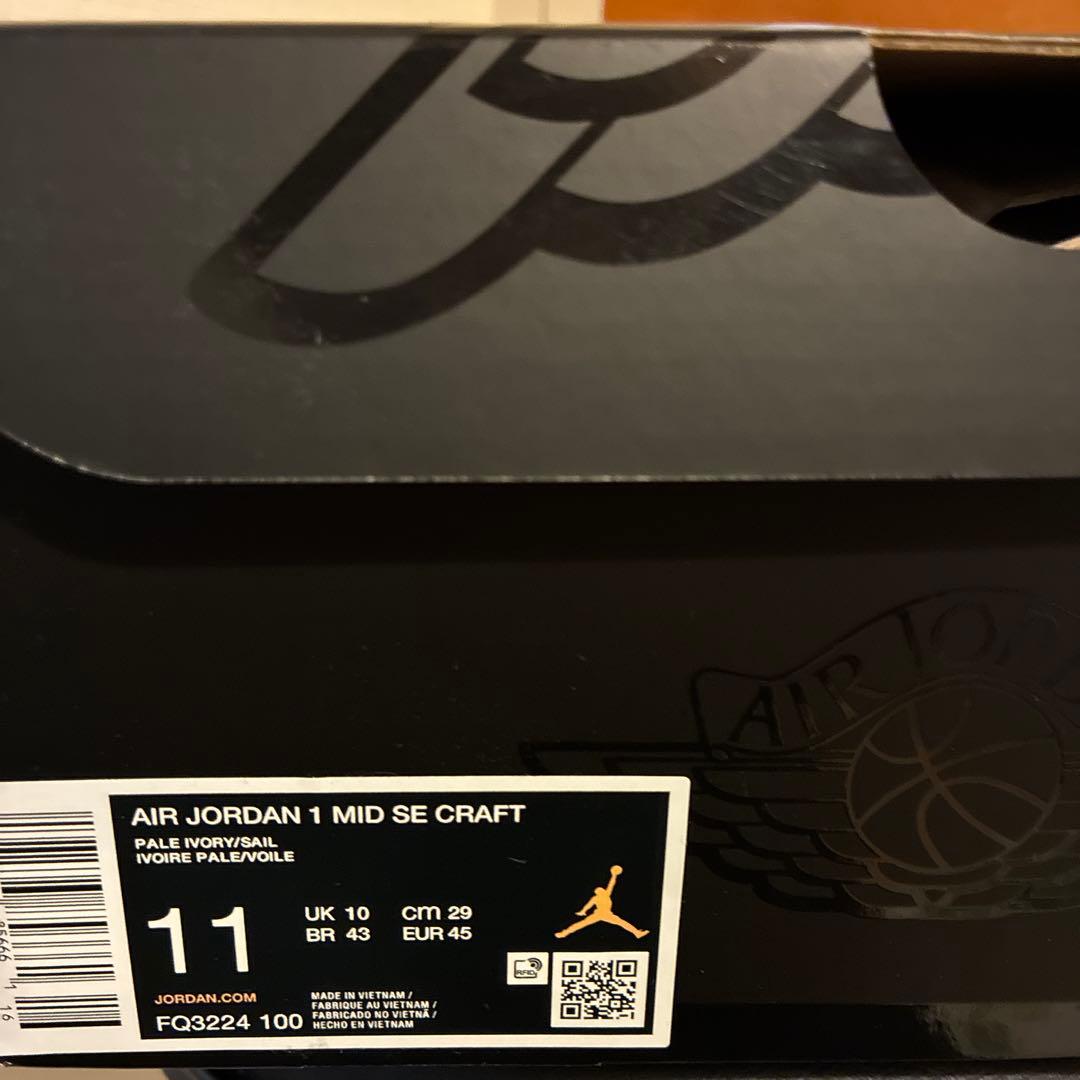 AIR JORDAN
AIR JORDAN 1 MID SE CRAFT
PALE IVORY/SAIL
IVOIRE PALE/VOILE
11
UK 10 cm 29
BR 43 EUR 45
RFID
JORDAN.COM
FQ3224 100
MADE IN VIETNAM /
FABRIQUE AU VIETNAM /
FABRICADO NO VIETNÃ /
HECHO EN VIETNAM